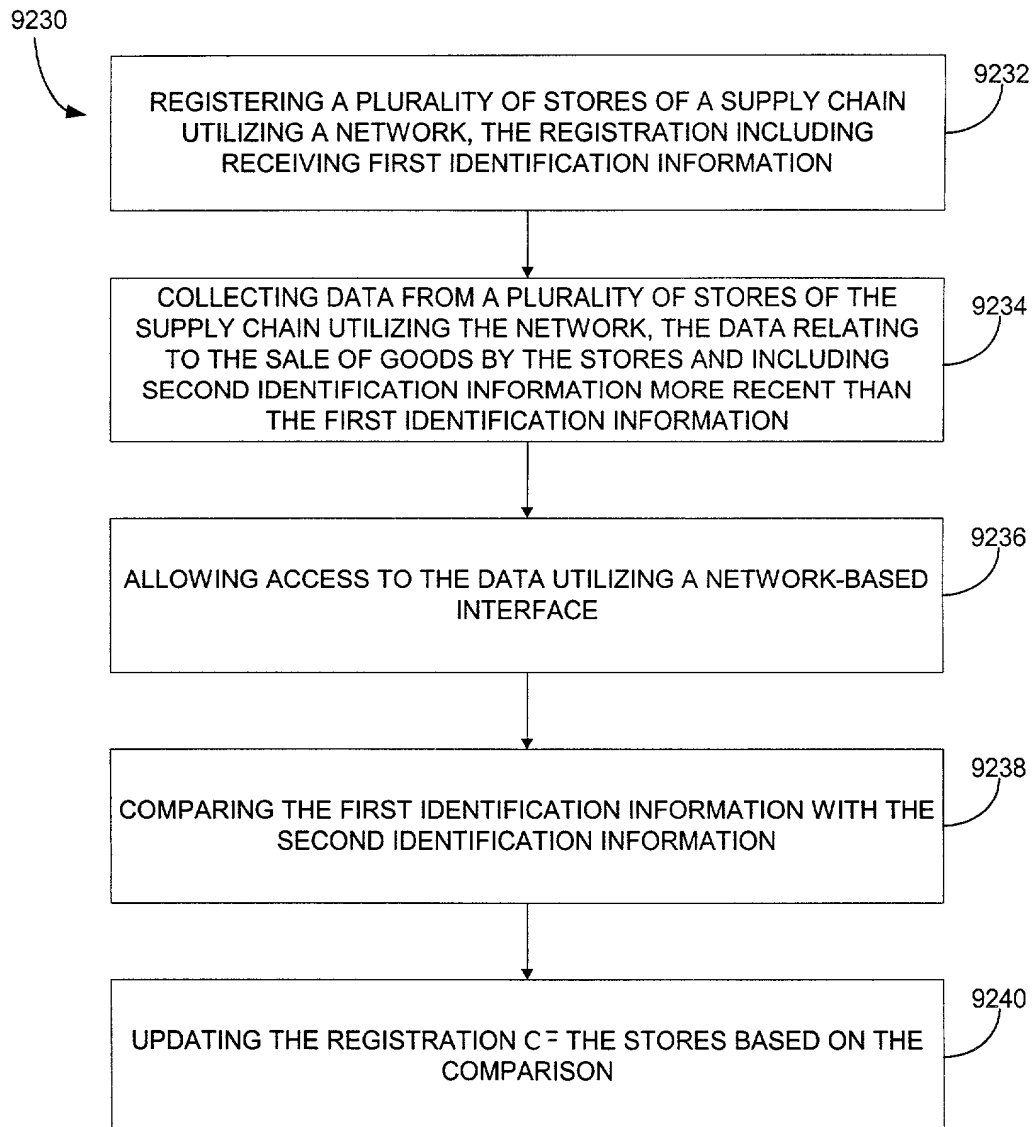 9230
9232
REGISTERING A PLURALITY OF STORES OF A SUPPLY CHAIN
UTILIZING A NETWORK, THE REGISTRATION INCLUDING
RECEIVING FIRST IDENTIFICATION INFORMATION
9234
COLLECTING DATA FROM A PLURALITY OF STORES OF THE
SUPPLY CHAIN UTILIZING THE NETWORK, THE DATA RELATING
TO THE SALE OF GOODS BY THE STORES AND INCLUDING
SECOND IDENTIFICATION INFORMATION MORE RECENT THAN
THE FIRST IDENTIFICATION INFORMATION
9236
ALLOWING ACCESS TO THE DATA UTILIZING A NETWORK-BASED
INTERFACE
9238
COMPARING THE FIRST IDENTIFICATION INFORMATION WITH THE
SECOND IDENTIFICATION INFORMATION
9240
UPDATING THE REGISTRATION OF THE STORES BASED ON THE
COMPARISON